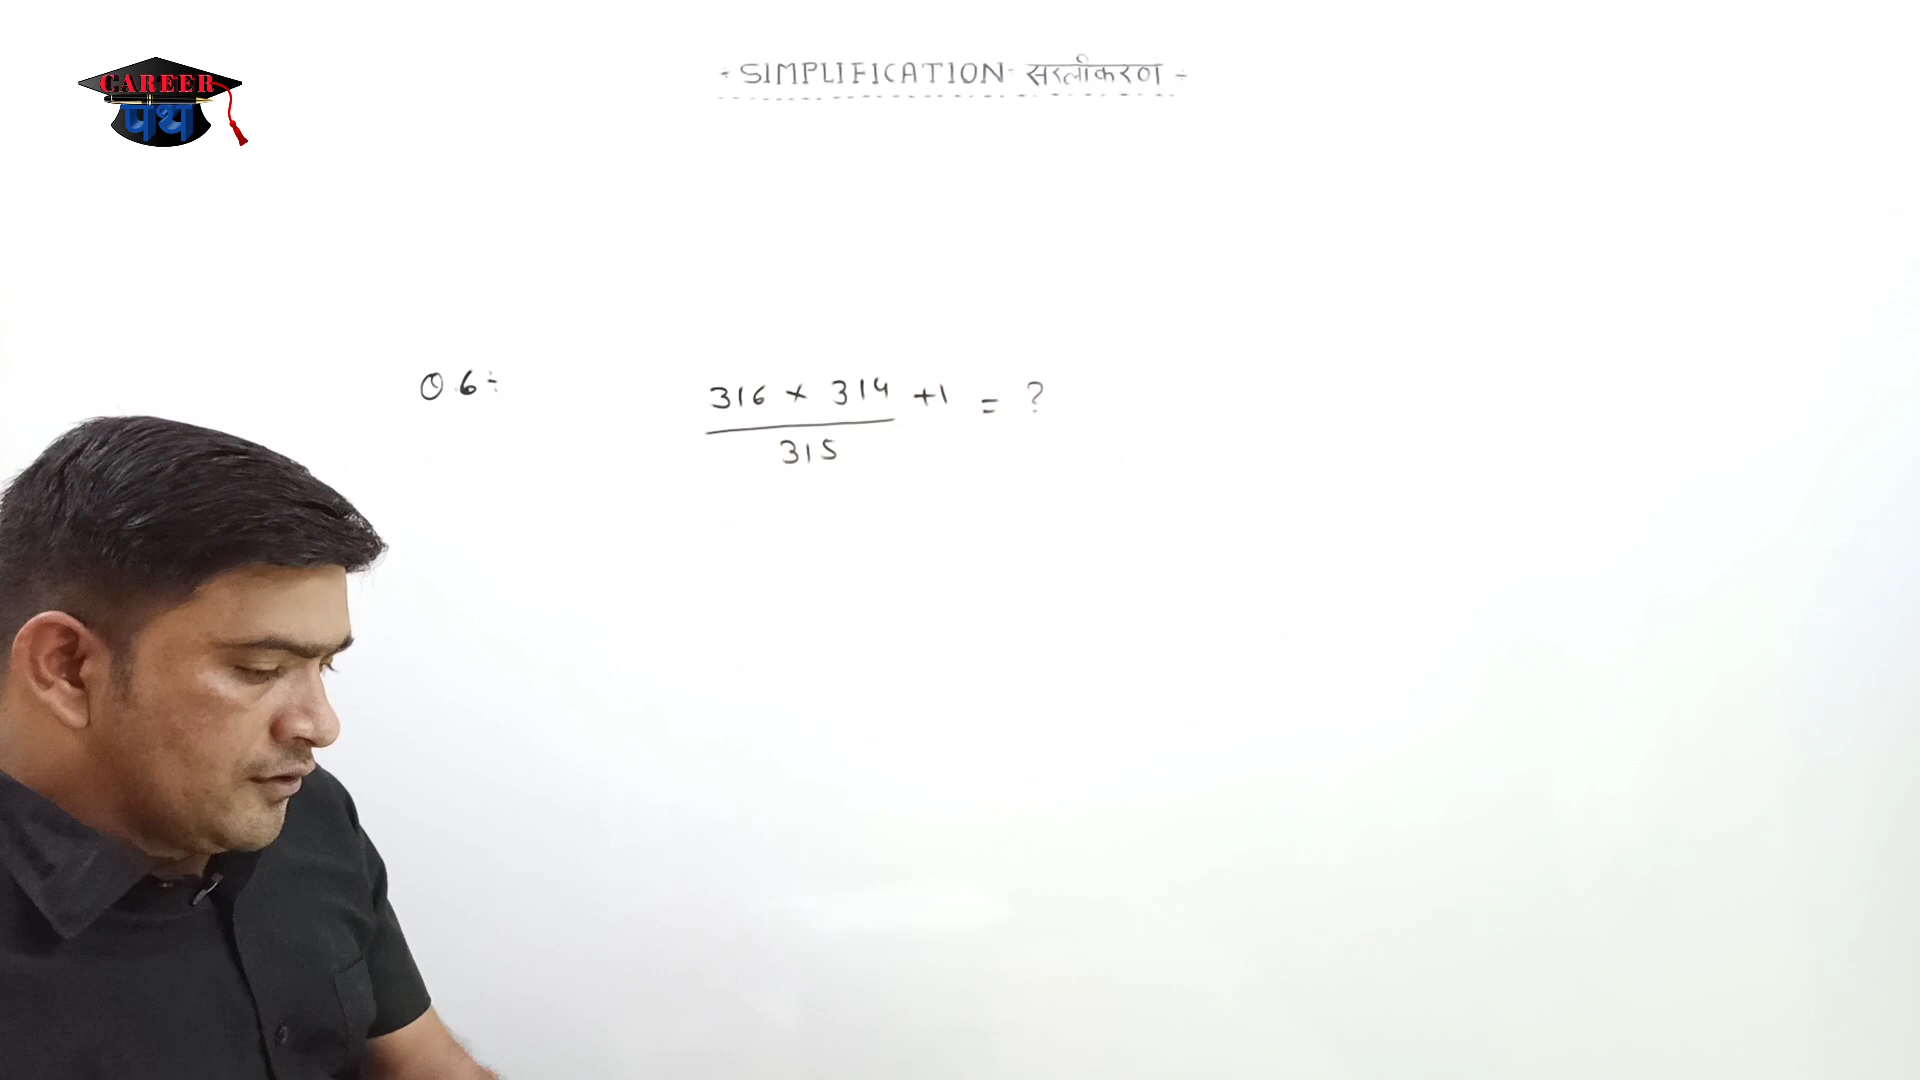 CAREER
पथ
÷ SIMPLIFICATION - सरलीकरण ÷
Q.6 ÷
316 × 314 +1 = ?
315